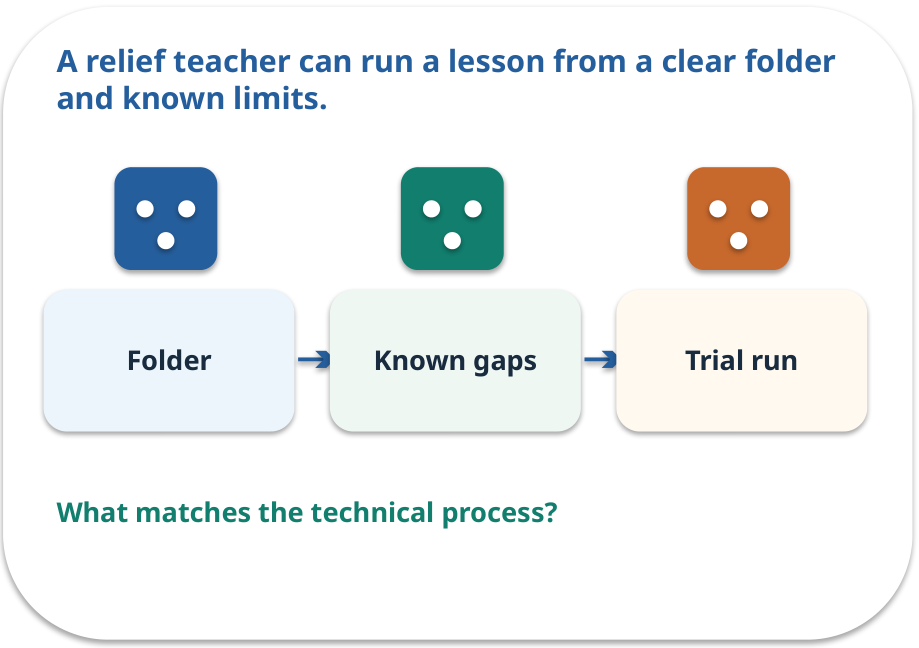 A relief teacher can run a lesson from a clear folder
and known limits.
Folder
Known gaps
Trial run
What matches the technical process?